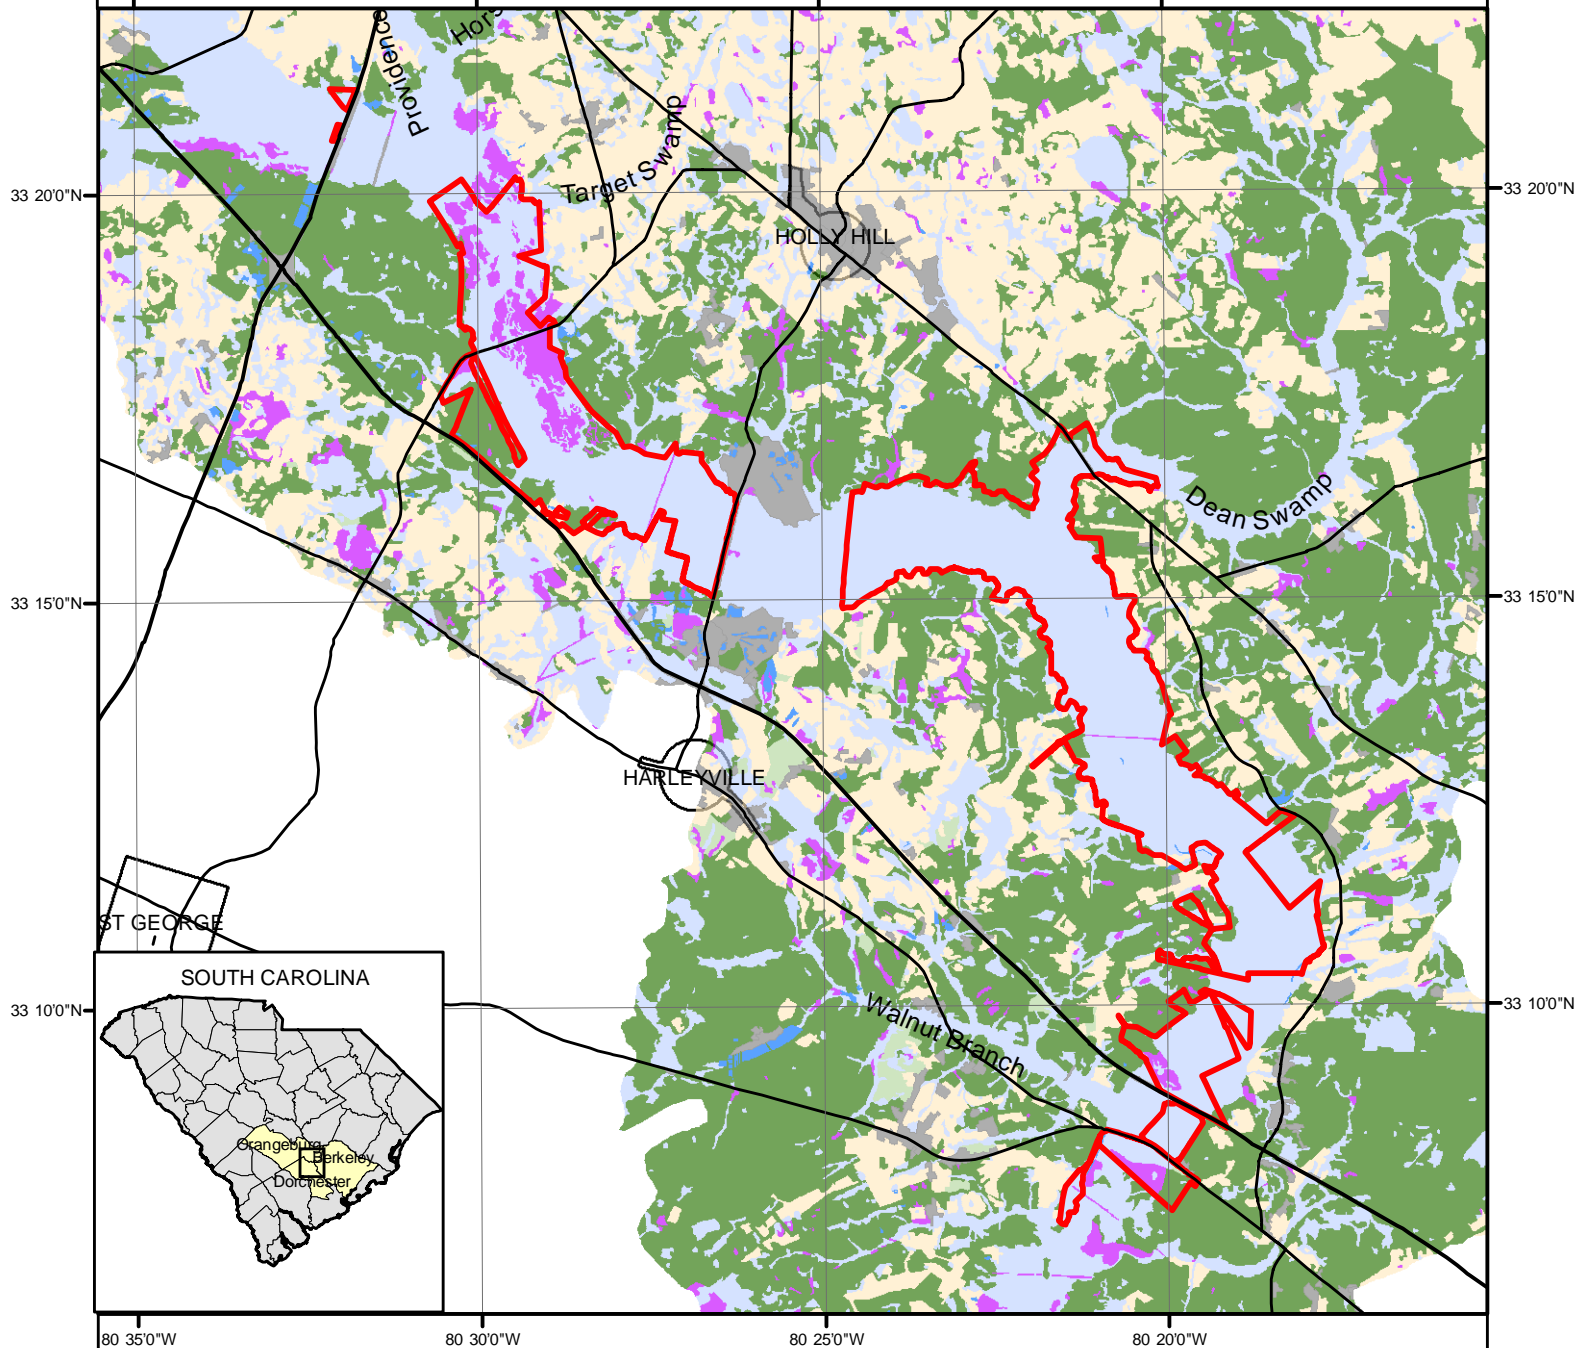 Providence
Hors
Target Swamp
33 20'0"N
33 20'0"N
HOLLY HILL
Dean Swamp
33 15'0"N
33 15'0"N
HARLEYVILLE
ST GEORGE
SOUTH CAROLINA
33 10'0"N
33 10'0"N
Walnut Branch
Orangeburg
Berkeley
Dorchester
80 35'0"W
80 30'0"W
80 25'0"W
80 20'0"W